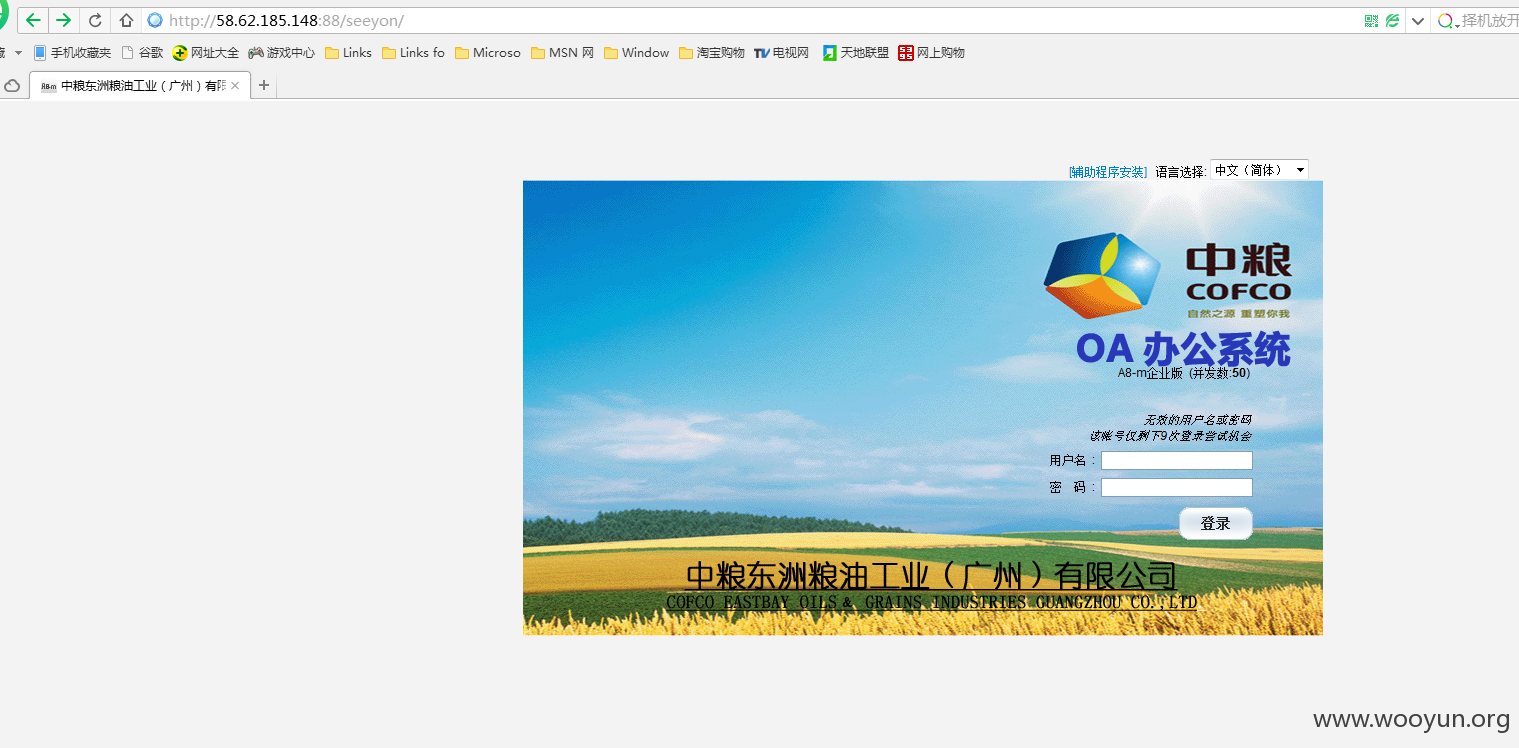 http://58.62.185.148:88/seeyon/
择机放开
藏 手机收藏夹 谷歌 网址大全 游戏中心 Links Links fo Microso MSN 网 Window 淘宝购物 TV 电视网 天地联盟 网上购物
A8-m 中粮东洲粮油工业（广州）有限
[辅助程序安装] 语言选择: 中文（简体）
中粮
COFCO
自然之源 重塑你我
OA 办公系统
A8-m企业版 (并发数:50)
无效的用户名或密码
该帐号仅剩下9次登录尝试机会
用户名：
密 码：
登录
中粮东洲粮油工业（广州）有限公司
COFCO EASTBAY OILS & GRAINS INDUSTRIES GUANGZHOU CO.,LTD
www.wooyun.org